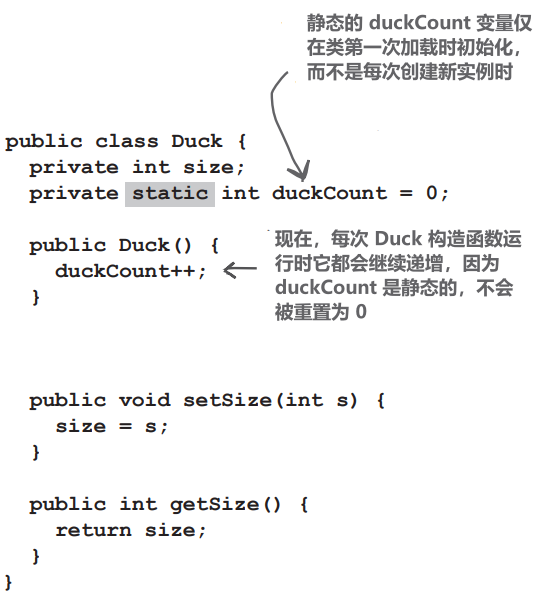 静态的 duckCount 变量仅
在类第一次加载时初始化，
而不是每次创建新实例时
public class Duck {
private int size;
private static int duckCount = 0;
public Duck() {
duckCount++;
}
现在，每次 Duck 构造函数运
行时它都会继续递增，因为
duckCount 是静态的，不会
被重置为 0
public void setSize(int s) {
size = s;
}
public int getSize() {
return size;
}
}